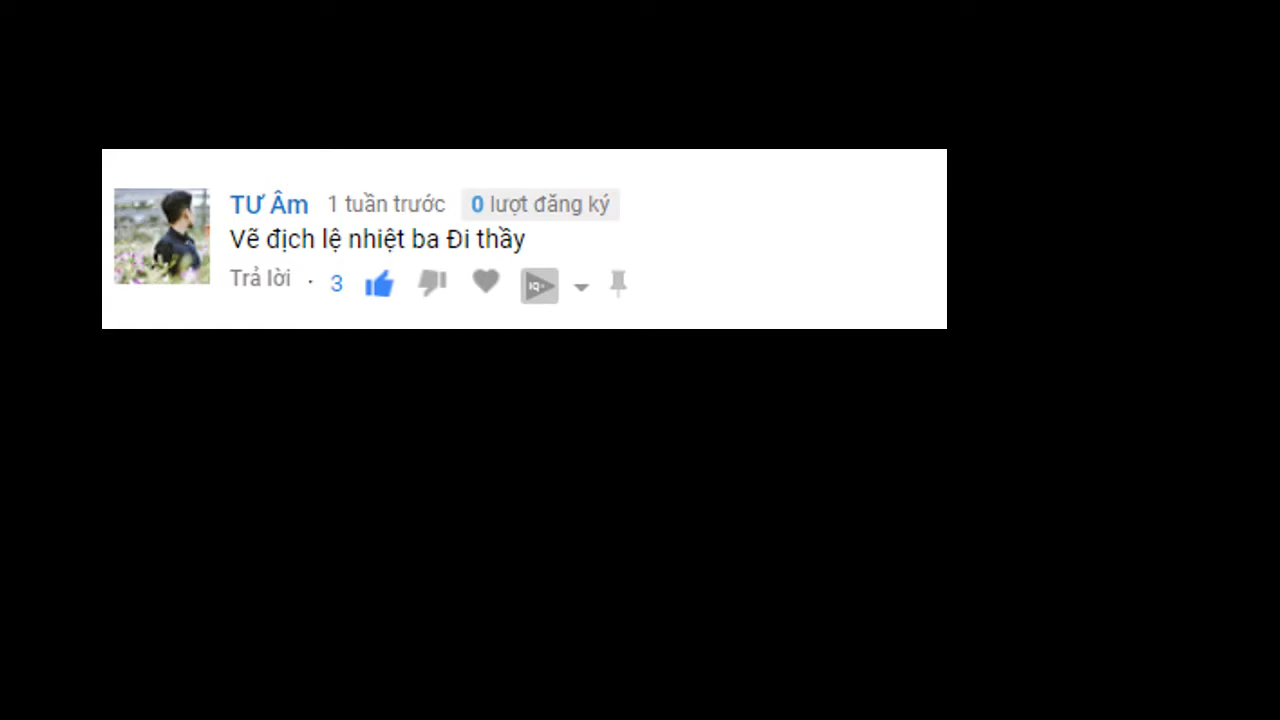 TƯ Âm 1 tuần trước 0 lượt đăng ký
Vẽ địch lệ nhiệt ba Đi thầy
Trả lời · 3 IQ